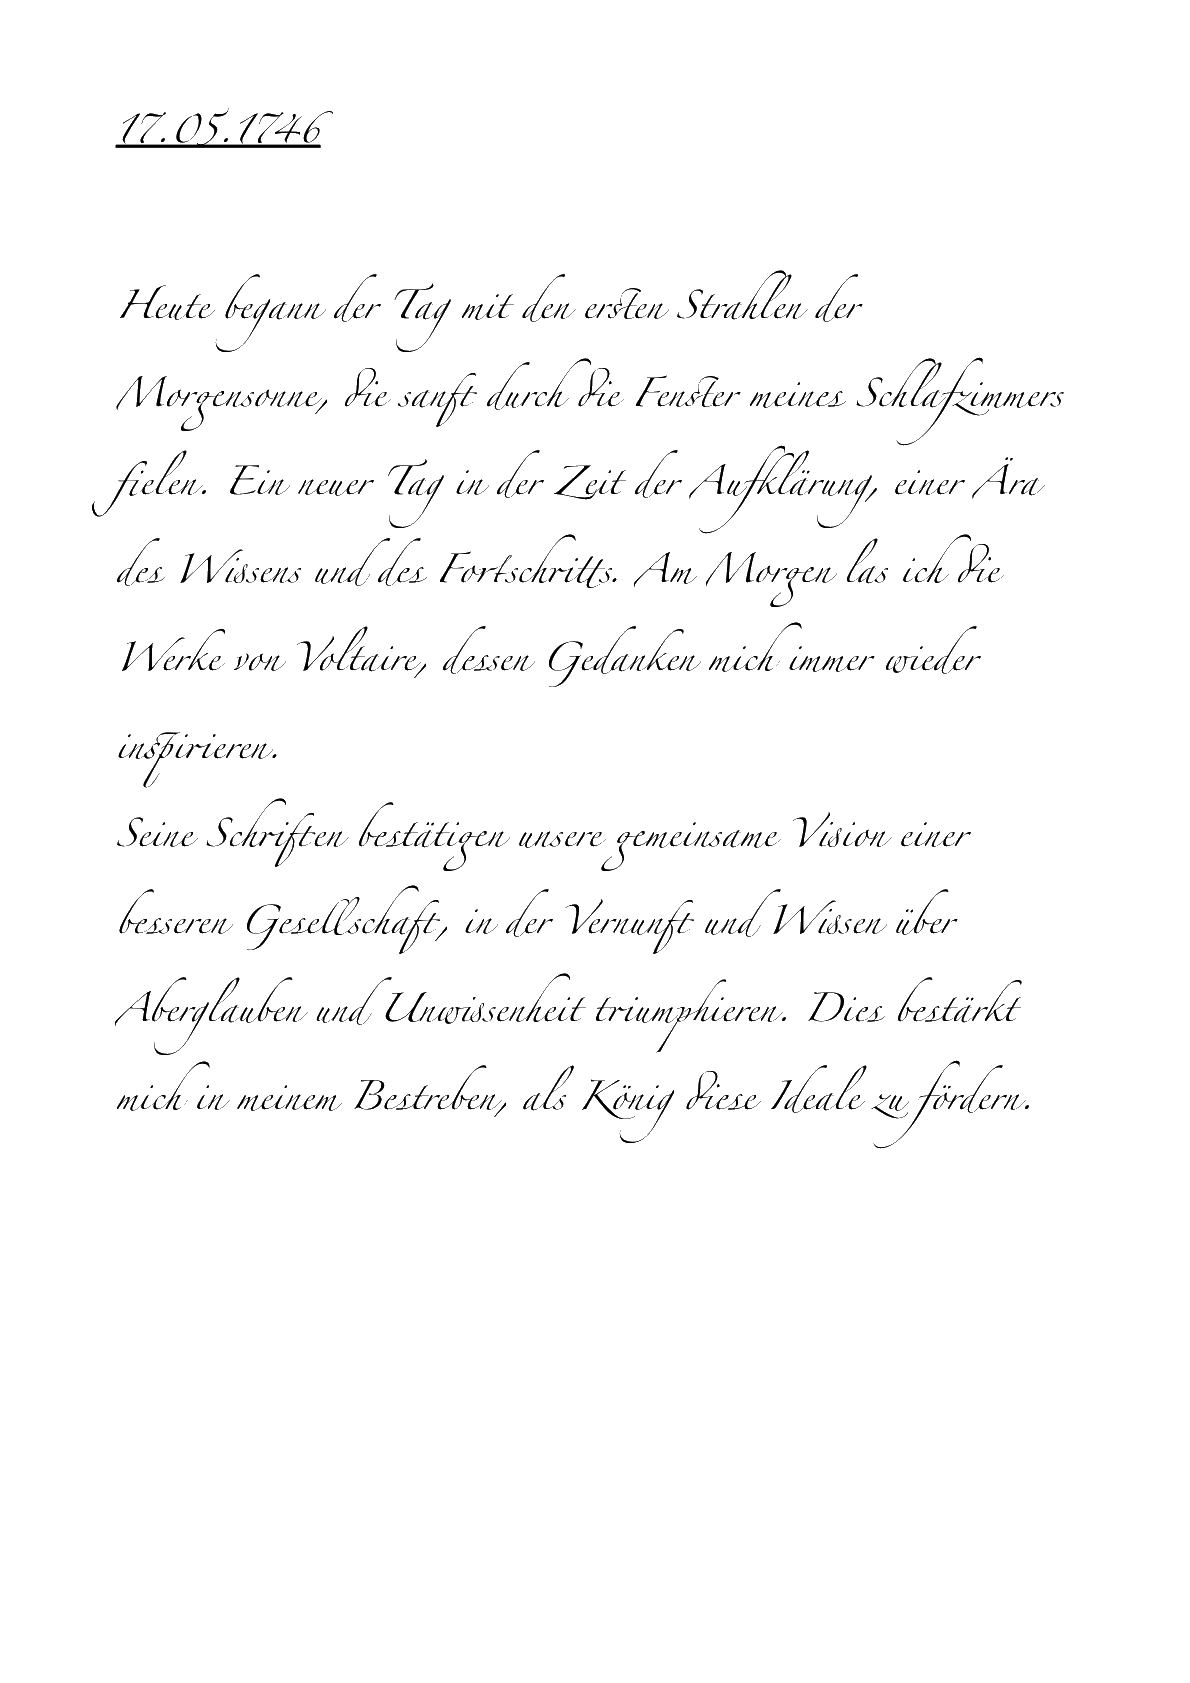 17.05.1746
Heute begann der Tag mit den ersten Strahlen der
Morgensonne, die sanft durch die Fenster meines Schlafzimmers
fielen. Ein neuer Tag in der Zeit der Aufklärung, einer Ära
des Wissens und des Fortschritts. Am Morgen las ich die
Werke von Voltaire, dessen Gedanken mich immer wieder
inspirieren.
Seine Schriften bestätigen unsere gemeinsame Vision einer
besseren Gesellschaft, in der Vernunft und Wissen über
Aberglauben und Unwissenheit triumphieren. Dies bestärkt
mich in meinem Bestreben, als König diese Ideale zu fördern.